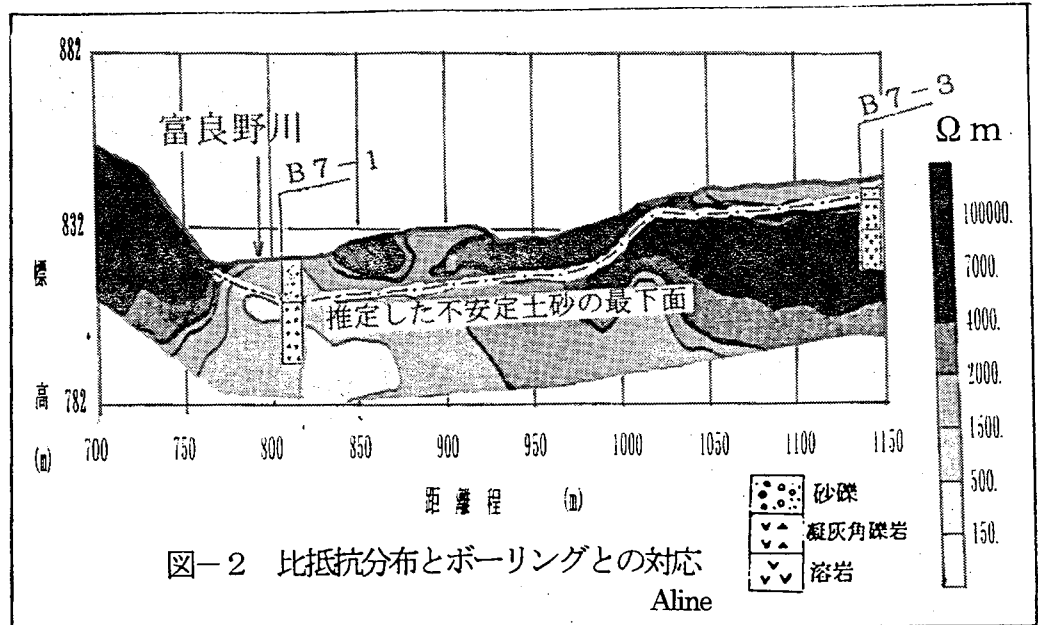 882
832
782
標
高
(m)
富良野川
B7-1
B7-3
推定した不安定土砂の最下面
700 750 800 850 900 950 1000 1050 1100 1150
距離程 (m)
Ωm
100000.
7000.
4000.
2000.
1500.
500.
150.
砂礫
凝灰角礫岩
溶岩
図-2 比抵抗分布とボーリングとの対応
Aline